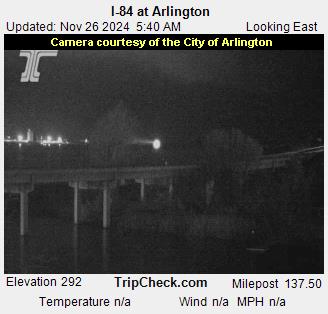 I-84 at Arlington
Updated: Nov 26 2024 5:40 AM Looking East
Camera courtesy of the City of Arlington
Elevation 292 TripCheck.com Milepost 137.50
Temperature n/a Wind n/a MPH n/a